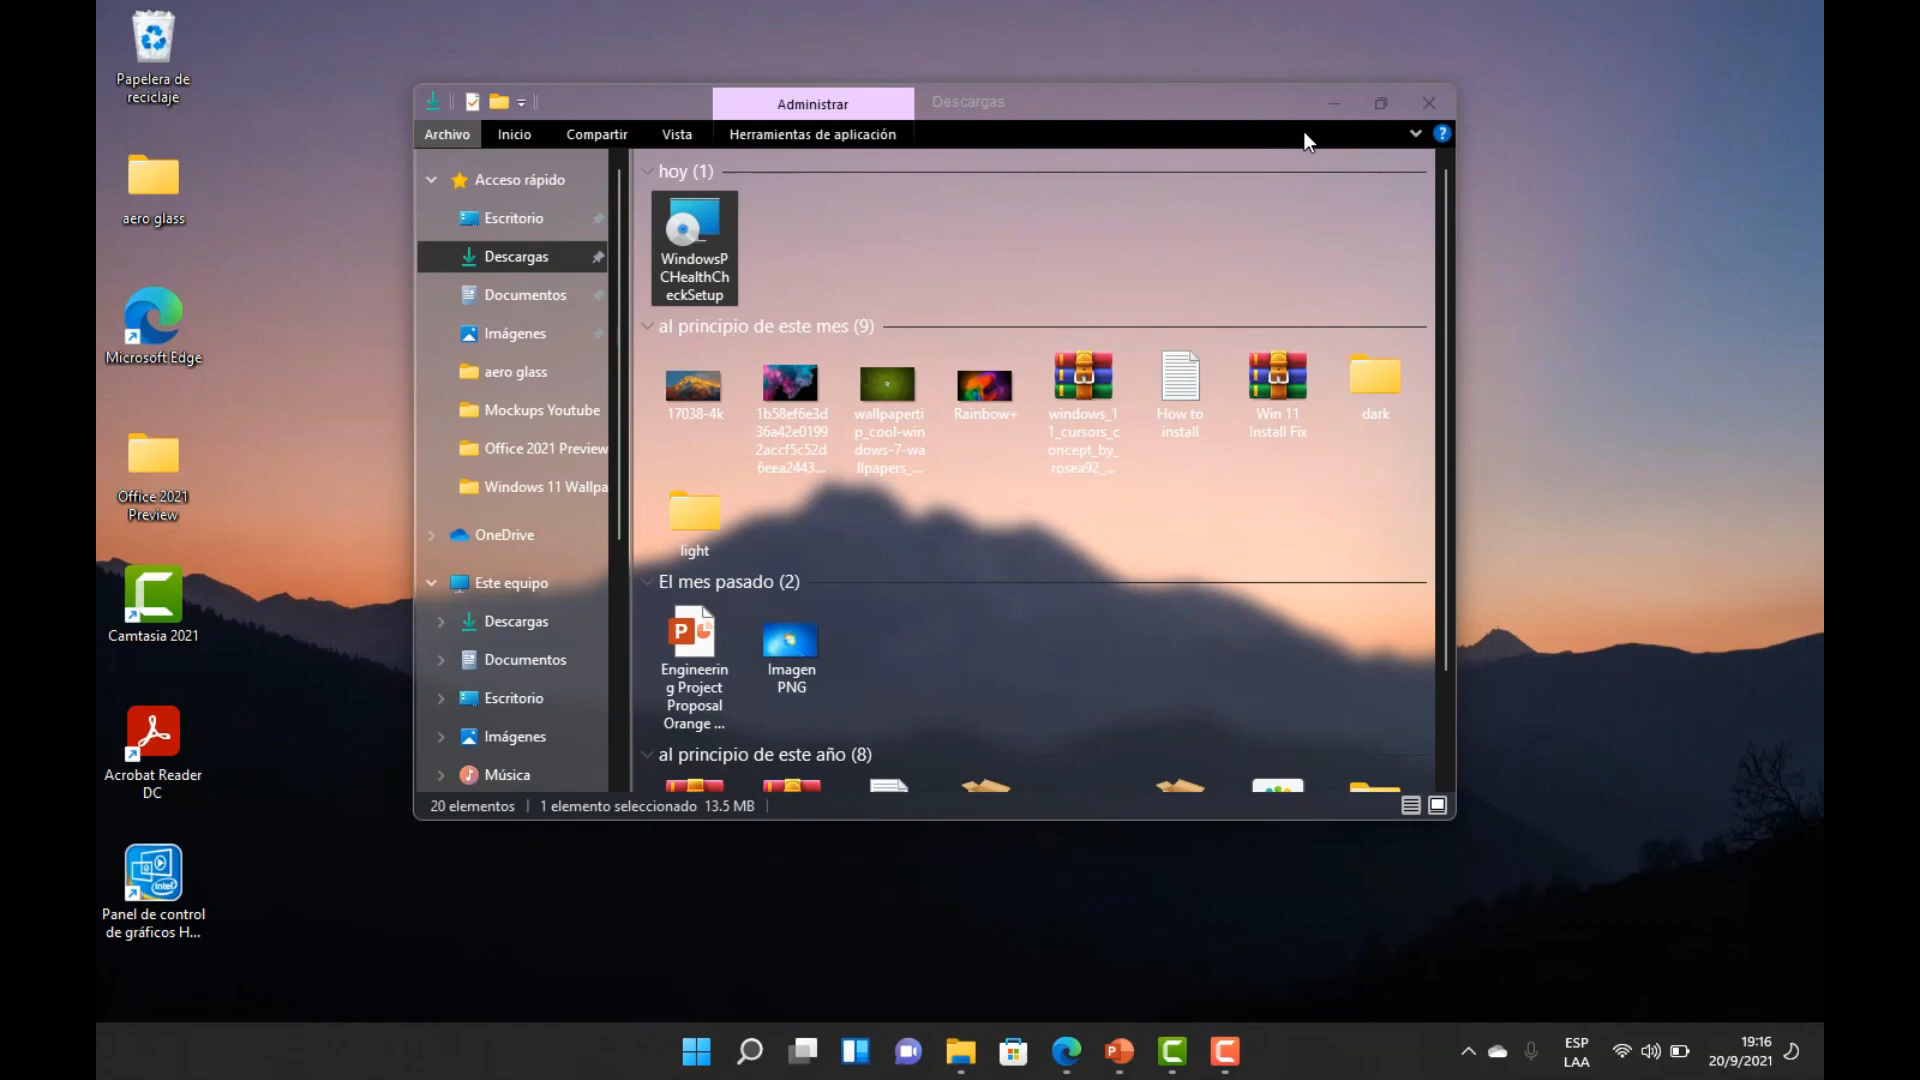 Papelera de
reciclaje
aero glass
Microsoft Edge
Office 2021
Preview
Camtasia 2021
Acrobat Reader
DC
Panel de control
de gráficos H...
Administrar
Descargas
Archivo
Inicio
Compartir
Vista
Herramientas de aplicación
Acceso rápido
Escritorio
Descargas
Documentos
Imágenes
aero glass
Mockups Youtube
Office 2021 Preview
Windows 11 Wallpa
OneDrive
Este equipo
Descargas
Documentos
Escritorio
Imágenes
Música
hoy (1)
WindowsP
CHealthCh
eckSetup
al principio de este mes (9)
17038-4k
1b58ef6e3d
36a42e0199
2accf5c52d
6eea2443...
wallpaperti
p_cool-win
dows-7-wa
llpapers_...
Rainbow+
windows_1
1_cursors_c
oncept_by_
rosea92_...
How to
install
Win 11
Install Fix
dark
light
El mes pasado (2)
Engineerin
g Project
Proposal
Orange ...
Imagen
PNG
al principio de este año (8)
20 elementos
1 elemento seleccionado 13.5 MB
ESP
LAA
19:16
20/9/2021